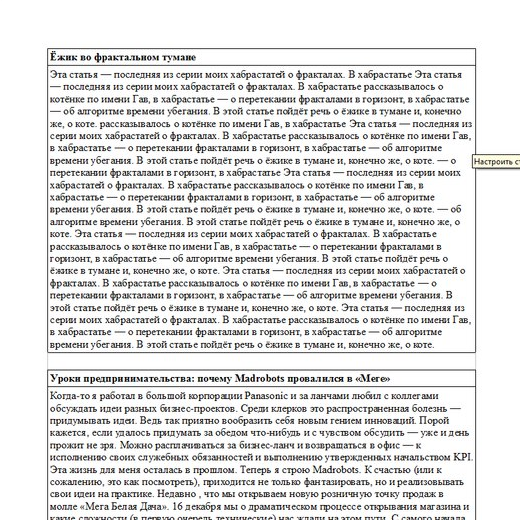 Ёжик во фрактальном тумане
Эта статья — последняя из серии моих хабрастатей о фракталах. В хабрастатье Эта статья
— последняя из серии моих хабрастатей о фракталах. В хабрастатье рассказывалось о
котёнке по имени Гав, в хабрастатье — о перетекании фракталами в горизонт, в хабрастатье
— об алгоритме времени убегания. В этой статье пойдёт речь о ёжике в тумане и, конечно
же, о коте. рассказывалось о котёнке по имени Гав, в хабрастатье Эта статья — последняя из
серии моих хабрастатей о фракталах. В хабрастатье рассказывалось о котёнке по имени Гав,
в хабрастатье — о перетекании фракталами в горизонт, в хабрастатье — об алгоритме
времени убегания. В этой статье пойдёт речь о ёжике в тумане и, конечно же, о коте. — о
Настроить ст
перетекании фракталами в горизонт, в хабрастатье Эта статья — последняя из серии моих
хабрастатей о фракталах. В хабрастатье рассказывалось о котёнке по имени Гав, в
хабрастатье — о перетекании фракталами в горизонт, в хабрастатье — об алгоритме
времени убегания. В этой статье пойдёт речь о ёжике в тумане и, конечно же, о коте. — об
алгоритме времени убегания. В этой статье пойдёт речь о ёжике в тумане и, конечно же, о
коте. Эта статья — последняя из серии моих хабрастатей о фракталах. В хабрастатье
рассказывалось о котёнке по имени Гав, в хабрастатье — о перетекании фракталами в
горизонт, в хабрастатье — об алгоритме времени убегания. В этой статье пойдёт речь о
ёжике в тумане и, конечно же, о коте. Эта статья — последняя из серии моих хабрастатей о
фракталах. В хабрастатье рассказывалось о котёнке по имени Гав, в хабрастатье — о
перетекании фракталами в горизонт, в хабрастатье — об алгоритме времени убегания. В
этой статье пойдёт речь о ёжике в тумане и, конечно же, о коте. Эта статья — последняя из
серии моих хабрастатей о фракталах. В хабрастатье рассказывалось о котёнке по имени Гав,
в хабрастатье — о перетекании фракталами в горизонт, в хабрастатье — об алгоритме
времени убегания. В этой статье пойдёт речь о ёжике в тумане и, конечно же, о коте.
Уроки предпринимательства: почему Madrobots провалился в «Меге»
Когда-то я работал в большой корпорации Panasonic и за ланчами любил с коллегами
обсуждать идеи разных бизнес-проектов. Среди клерков это распространенная болезнь —
придумывать идеи. Ведь так приятно вообразить себя новым гением инноваций. Порой
кажется, если удалось придумать за обедом что-нибудь и с чувством обсудить — уже и день
прожит не зря. Можно расплачиваться за бизнес-ланч и возвращаться в офис — к
исполнению своих служебных обязанностей и выполнению утвержденных начальством KPI.
Эта жизнь для меня осталась в прошлом. Теперь я строю Madrobots. К счастью (или к
сожалению, это как посмотреть), приходится не только фантазировать, но и реализовывать
свои идеи на практике. Недавно , что мы открываем новую розничную точку продаж в
молле «Мега Белая Дача». 16 декабря мы о драматическом процессе открывания магазина и
какие сложности (в первую очередь технические) нас ждали на этом пути. С самого начала